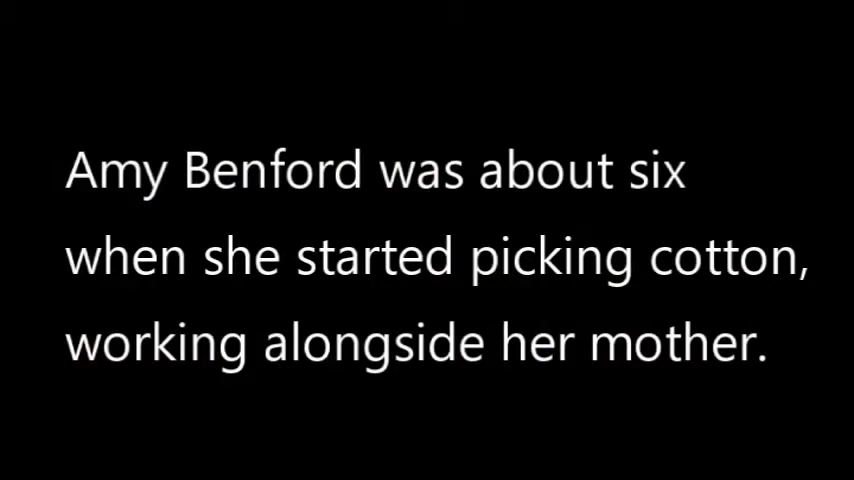 Amy Benford was about six
when she started picking cotton,
working alongside her mother.